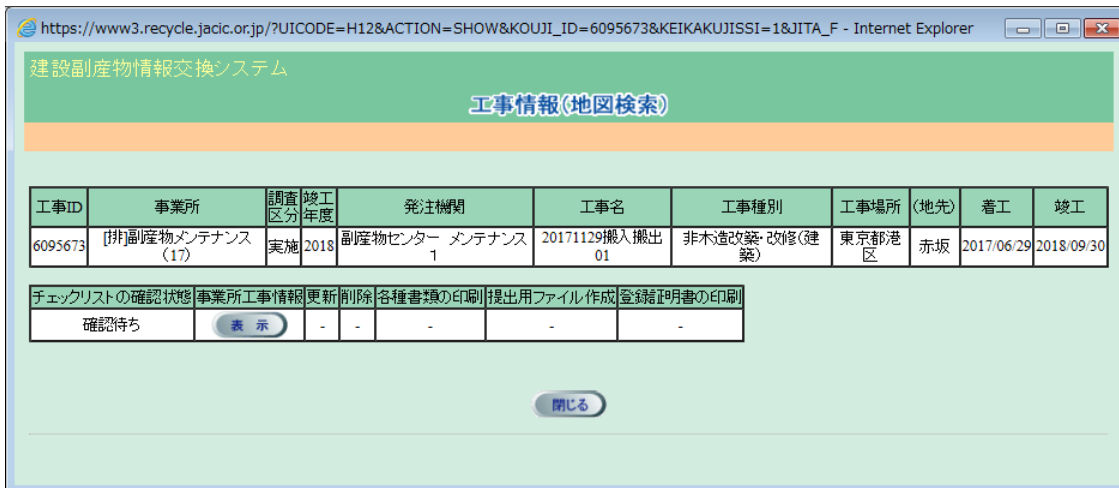 https://www3.recycle.jacic.or.jp/?UICODE=H12&ACTION=SHOW&KOUJI_ID=6095673&KEIKAKUJISSI=1&JITA_F - Internet Explorer
建設副産物情報交換システム
工事情報(地図検索)
工事ID 事業所 調査区分 竣工年度 発注機関 工事名 工事種別 工事場所 (地先) 着工 竣工
6095673 [排]副産物メンテナンス(17) 実施 2018 副産物センター メンテナンス1 20171129搬入搬出01 非木造改築・改修(建築) 東京都港区 赤坂 2017/06/29 2018/09/30
チェックリストの確認状態 事業所工事情報 更新 削除 各種書類の印刷 提出用ファイル作成 登録証明書の印刷
確認待ち 表 示 - - - - -
閉じる